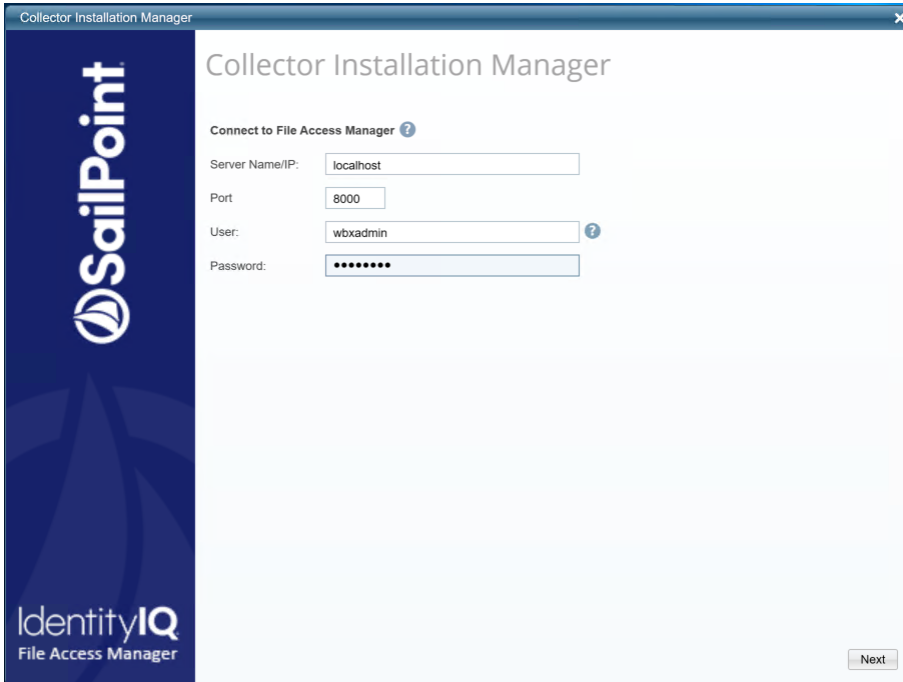 Collector Installation Manager
SailPoint
Collector Installation Manager
Connect to File Access Manager ?
Server Name/IP: localhost
Port 8000
User: wbxadmin ?
Password: ••••••••
IdentityIQ
File Access Manager
Next